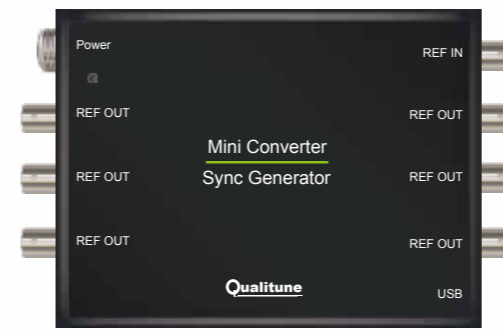 Power
REF IN
REF OUT
REF OUT
Mini Converter
Sync Generator
REF OUT
REF OUT
REF OUT
REF OUT
Qualitune
USB